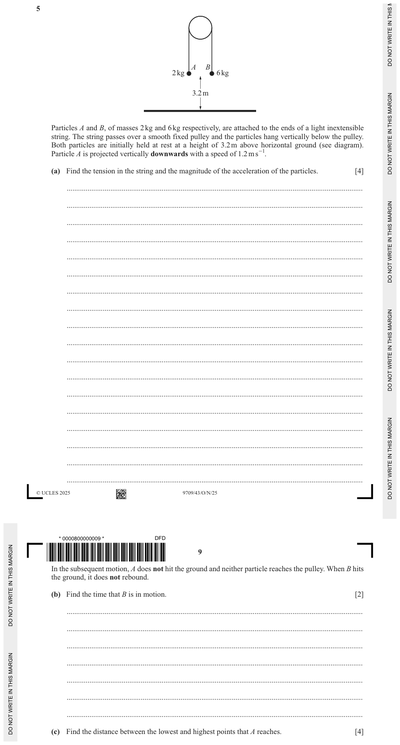 5
A B
2 kg 6 kg
3.2 m
Particles A and B, of masses 2 kg and 6 kg respectively, are attached to the ends of a light inextensible
string. The string passes over a smooth fixed pulley and the particles hang vertically below the pulley.
Both particles are initially held at rest at a height of 3.2 m above horizontal ground (see diagram).
Particle A is projected vertically downwards with a speed of 1.2 m s⁻¹.
(a) Find the tension in the string and the magnitude of the acceleration of the particles. [4]
© UCLES 2025 9709/43/O/N/25
DO NOT WRITE IN THIS MARGIN
DO NOT WRITE IN THIS MARGIN
DO NOT WRITE IN THIS MARGIN
DO NOT WRITE IN THIS MARGIN
DO NOT WRITE IN THIS MARGIN
* 0000800000009 * DFD
9
In the subsequent motion, A does not hit the ground and neither particle reaches the pulley. When B hits
the ground, it does not rebound.
(b) Find the time that B is in motion. [2]
(c) Find the distance between the lowest and highest points that A reaches. [4]
DO NOT WRITE IN THIS MARGIN
DO NOT WRITE IN THIS MARGIN